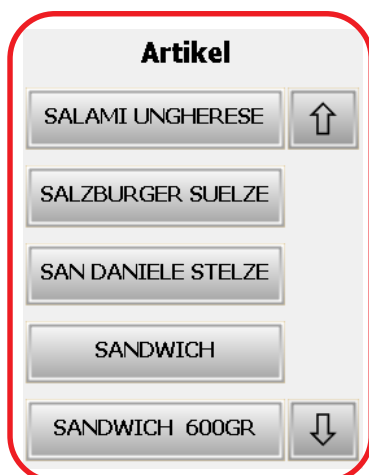 Artikel
SALAMI UNGHERESE
SALZBURGER SUELZE
SAN DANIELE STELZE
SANDWICH
SANDWICH 600GR